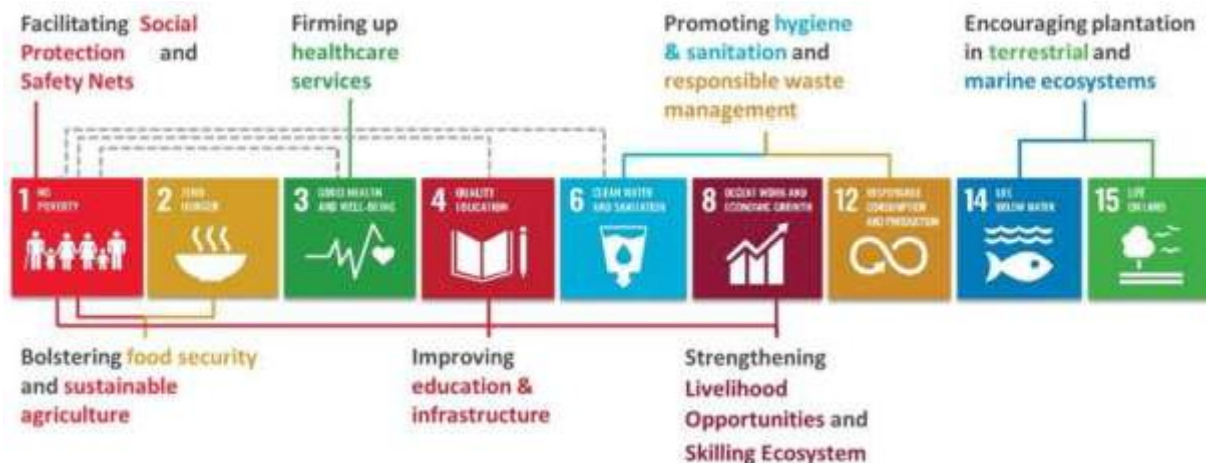 Facilitating Social
Protection and
Safety Nets
Firming up
healthcare
services
Promoting hygiene
& sanitation and
responsible waste
management
Encouraging plantation
in terrestrial and
marine ecosystems
1 NO
POVERTY
2 ZERO
HUNGER
3 GOOD HEALTH
AND WELL-BEING
4 QUALITY
EDUCATION
6 CLEAN WATER
AND SANITATION
8 DECENT WORK AND
ECONOMIC GROWTH
12 RESPONSIBLE
CONSUMPTION
AND PRODUCTION
14 LIFE
BELOW WATER
15 LIFE
ON LAND
Bolstering food security
and sustainable
agriculture
Improving
education &
infrastructure
Strengthening
Livelihood
Opportunities and
Skilling Ecosystem